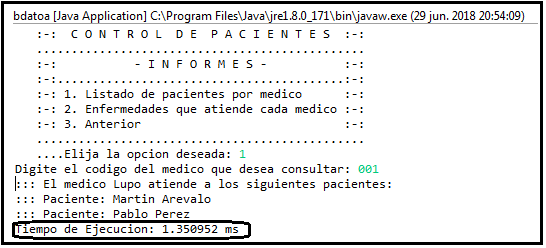 bdatoa [Java Application] C:\Program Files\Java\jre1.8.0_171\bin\javaw.exe (29 jun. 2018 20:54:09)
:-: C O N T R O L  D E  P A C I E N T E S :-:
.............................................
:-: - I N F O R M E S - :-:
:-:.......................................:-:
:-: 1. Listado de pacientes por medico :-:
:-: 2. Enfermedades que atiende cada medico :-:
:-: 3. Anterior :-:
.............................................
....Elija la opcion deseada: 1
Digite el codigo del medico que desea consultar: 001
::: El medico Lupo atiende a los siguientes pacientes:
::: Paciente: Martin Arevalo
::: Paciente: Pablo Perez
Tiempo de Ejecucion: 1.350952 ms